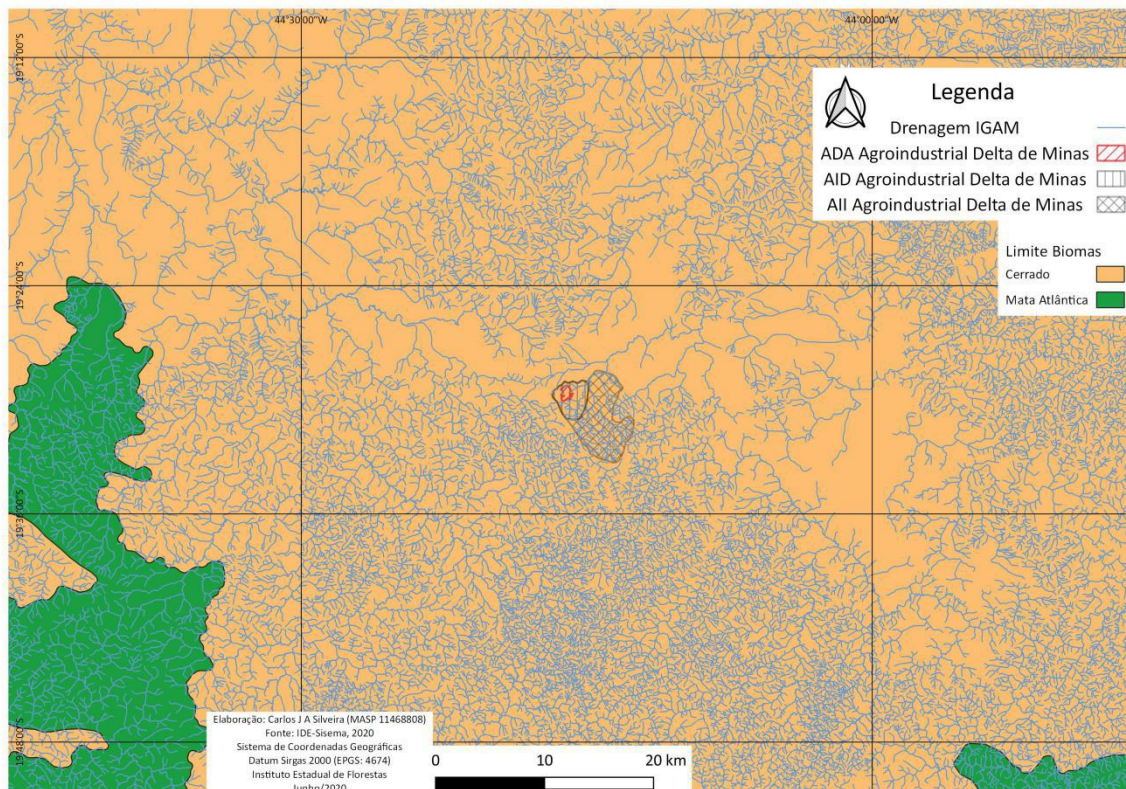 44°30'00"W
44°00'00"W
19°12'00"S
Legenda
Drenagem IGAM
ADA Agroindustrial Delta de Minas
AID Agroindustrial Delta de Minas
AII Agroindustrial Delta de Minas
Limite Biomas
Cerrado
Mata Atlântica
19°24'00"S
19°36'00"S
19°48'00"S
Elaboração: Carlos J A Silveira (MASP 11468808)
Fonte: IDE-Sisema, 2020
Sistema de Coordenadas Geográficas
Datum Sirgas 2000 (EPGS: 4674)
Instituto Estadual de Florestas
Junho/2020
0 10 20 km